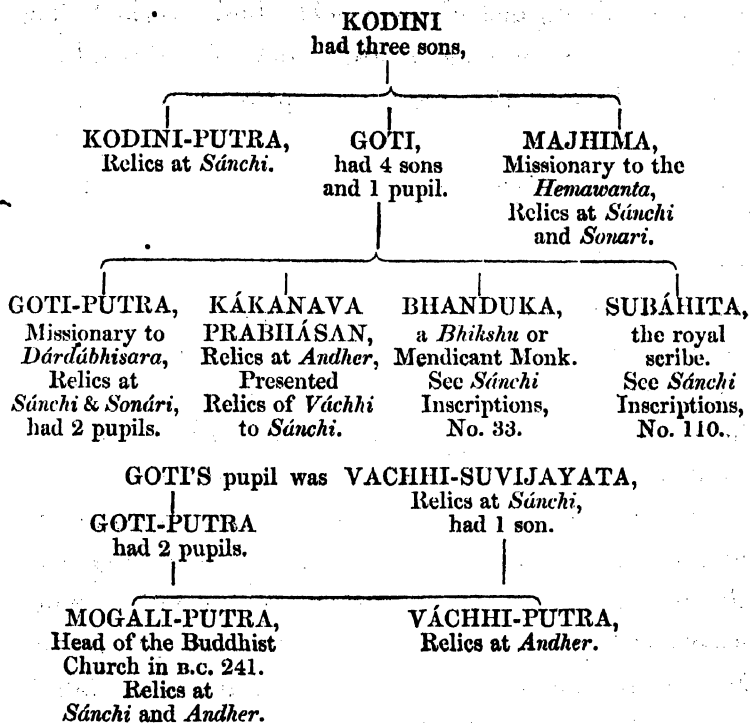 KODINI
had three sons,
KODINI-PUTRA,
Relics at Sánchi.
GOTI,
had 4 sons
and 1 pupil.
MAJHIMA,
Missionary to the
Hemawanta,
Relics at Sánchi
and Sonari.
GOTI-PUTRA,
Missionary to
Dárdábhisara,
Relics at
Sánchi & Sonári,
had 2 pupils.
KÁKANAVA
PRABHÁSAN,
Relics at Andher,
Presented
Relics of Váchhi
to Sánchi.
BHANDUKA,
a Bhikshu or
Mendicant Monk.
See Sánchi
Inscriptions,
No. 33.
SUBÁHITA,
the royal
scribe.
See Sánchi
Inscriptions,
No. 110.
GOTI'S pupil was VACHHI-SUVIJAYATA,
Relics at Sánchi,
had 1 son.
GOTI-PUTRA
had 2 pupils.
MOGALI-PUTRA,
Head of the Buddhist
Church in B.C. 241.
Relics at
Sánchi and Andher.
VÁCHHI-PUTRA,
Relics at Andher.